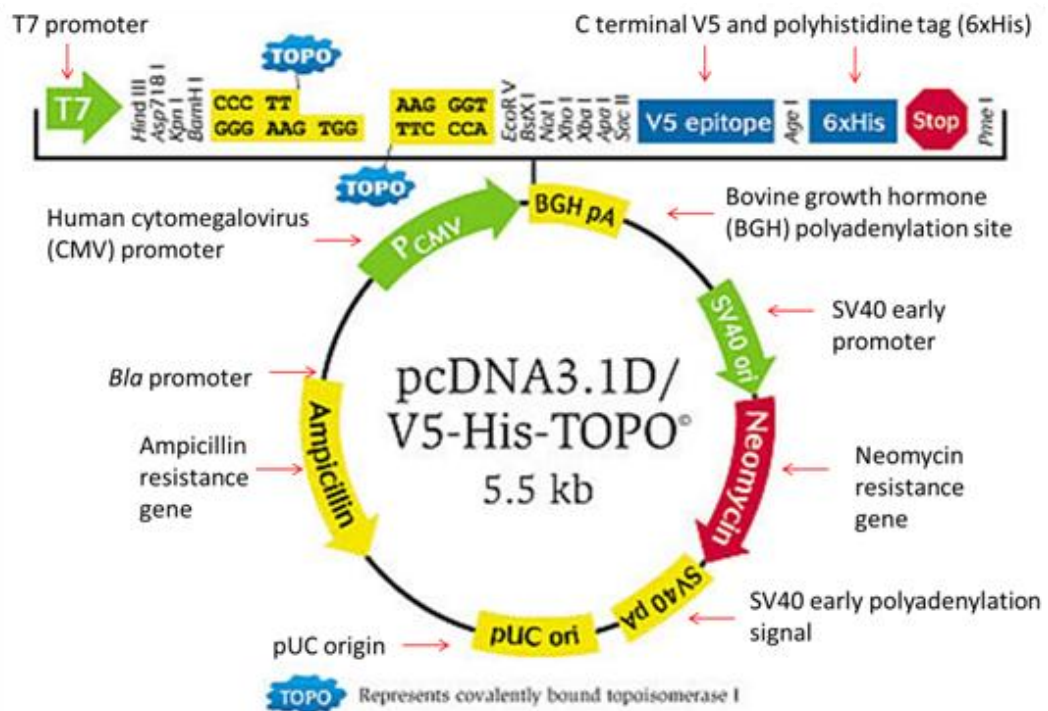 T7 promoter
C terminal V5 and polyhistidine tag (6xHis)
TOPO
T7
Hind III
Asp718 I
Kpn I
BamH I
CCC TT
GGG AAG TGG
AAG GGT
TTC CCA
EcoR V
BstX I
Not I
Xho I
Xba I
Apa I
Sac II
V5 epitope
Age I
6xHis
Stop
Pme I
TOPO
Human cytomegalovirus
(CMV) promoter
PCMV
BGH pA
Bovine growth hormone
(BGH) polyadenylation site
SV40 ori
SV40 early
promoter
Bla promoter
pcDNA3.1D/
V5-His-TOPO©
5.5 kb
Ampicillin
resistance
gene
Ampicillin
Neomycin
Neomycin
resistance
gene
SV40 pA
SV40 early polyadenylation
signal
pUC origin
pUC ori
TOPO Represents covalently bound topoisomerase I